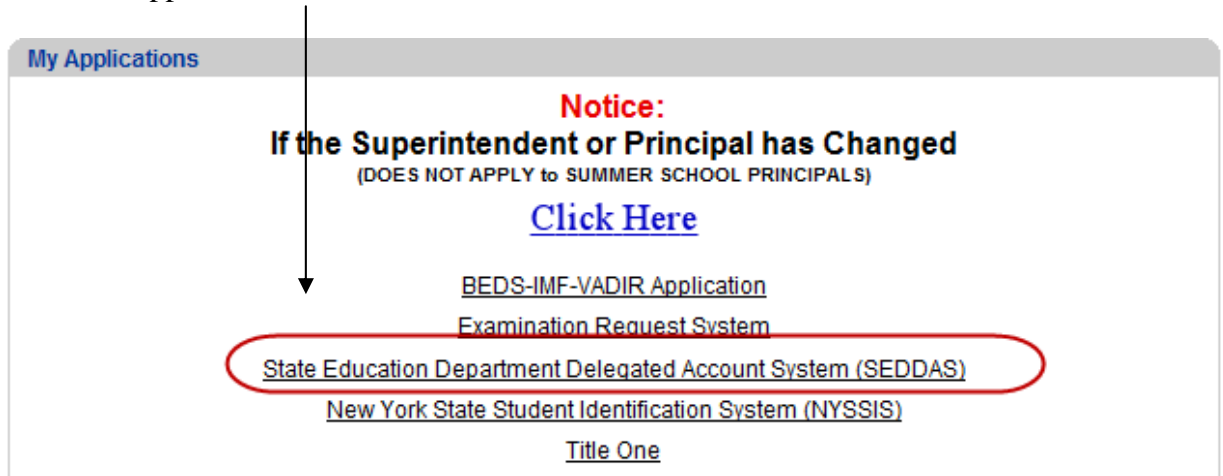 My Applications
Notice:
If the Superintendent or Principal has Changed
(DOES NOT APPLY to SUMMER SCHOOL PRINCIPALS)
Click Here
BEDS-IMF-VADIR Application
Examination Request System
State Education Department Delegated Account System (SEDDAS)
New York State Student Identification System (NYSSIS)
Title One